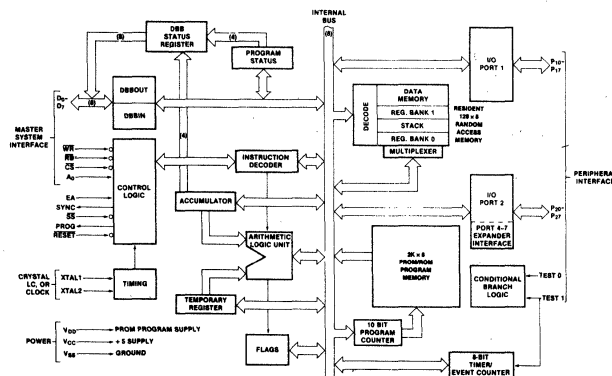 INTERNAL
BUS
(8)
(8)
DBB
STATUS
REGISTER
(4)
PROGRAM
STATUS
D0-
D7
(8)
DBBOUT
DBBIN
MASTER
SYSTEM
INTERFACE
WR
RD
CS
A0
EA
SYNC
SS
PROG
RESET
CONTROL
LOGIC
(4)
INSTRUCTION
DECODER
ACCUMULATOR
ARITHMETIC
LOGIC UNIT
CRYSTAL
LC, OR
CLOCK
XTAL1
XTAL2
TIMING
TEMPORARY
REGISTER
FLAGS
POWER
VDD
PROM PROGRAM SUPPLY
VCC
+ 5 SUPPLY
VSS
GROUND
I/O
PORT 1
P10-
P17
DECODE
DATA
MEMORY
REG. BANK 1
STACK
REG. BANK 0
MULTIPLEXER
RESIDENT
RANDOM
ACCESS
MEMORY
PERIPHERA
INTERFACE
I/O
PORT 2
PORT 4-7
EXPANDER
INTERFACE
P20-
P27
2K × 8
PROM/ROM
PROGRAM
MEMORY
CONDITIONAL
BRANCH
LOGIC
TEST 0
TEST 1
10 BIT
PROGRAM
COUNTER
8-BIT
TIMER/
EVENT COUNTER